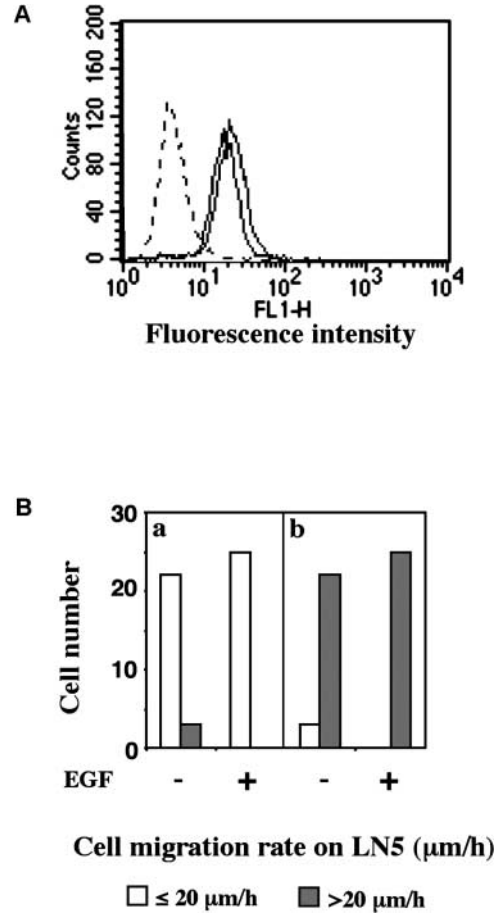 A
200
160
120
80
40
0
Counts
10^0 10^1 10^2 10^3 10^4
FL1-H
Fluorescence intensity
B
30
20
10
0
Cell number
a b
EGF - + - +
Cell migration rate on LN5 (µm/h)
≤ 20 µm/h >20 µm/h